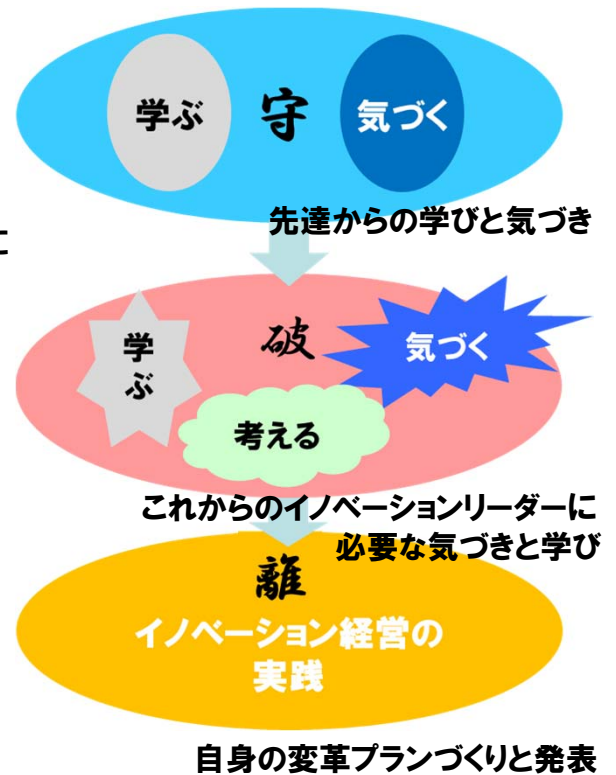 学ぶ 守 気づく
先達からの学びと気づき
に
破
学
ぶ
気づく
考える
これからのイノベーションリーダーに
必要な気づきと学び
離
イノベーション経営の
実践
自身の変革プランづくりと発表